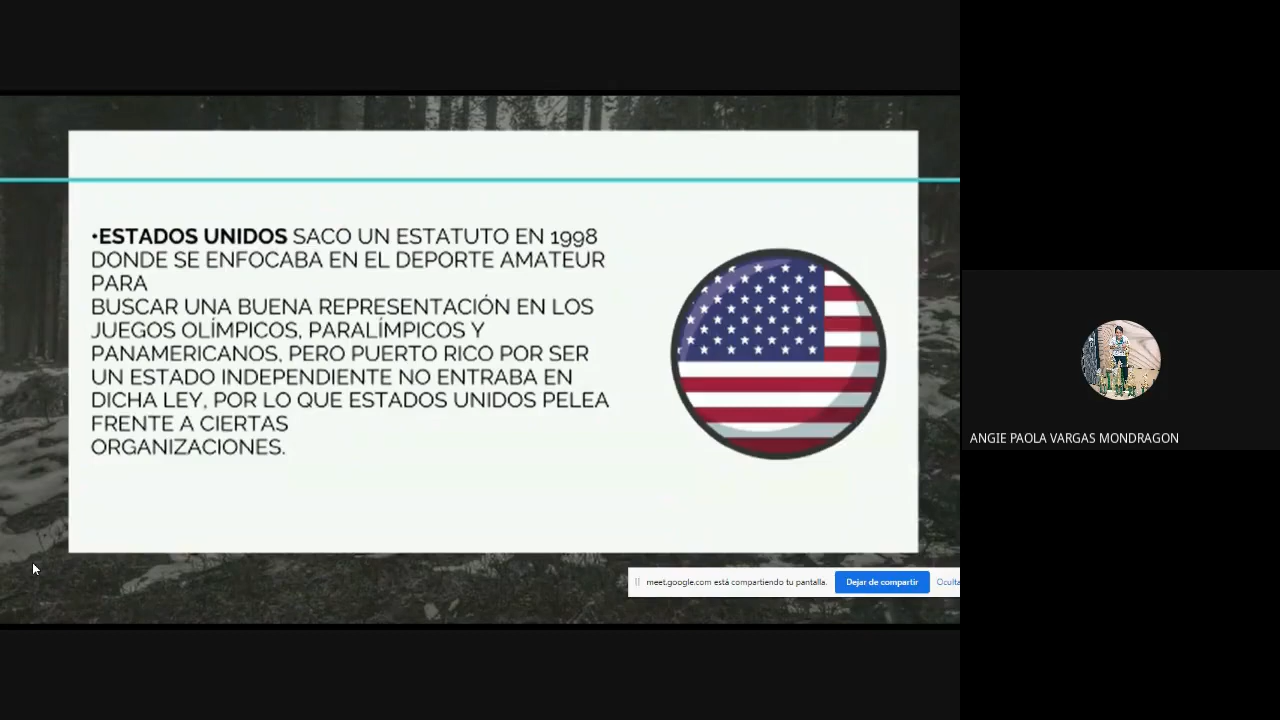 •ESTADOS UNIDOS SACO UN ESTATUTO EN 1998
DONDE SE ENFOCABA EN EL DEPORTE AMATEUR
PARA
BUSCAR UNA BUENA REPRESENTACIÓN EN LOS
JUEGOS OLÍMPICOS, PARALÍMPICOS Y
PANAMERICANOS, PERO PUERTO RICO POR SER
UN ESTADO INDEPENDIENTE NO ENTRABA EN
DICHA LEY, POR LO QUE ESTADOS UNIDOS PELEA
FRENTE A CIERTAS
ORGANIZACIONES.
ANGIE PAOLA VARGAS MONDRAGON
meet.google.com está compartiendo tu pantalla. Dejar de compartir Oculta